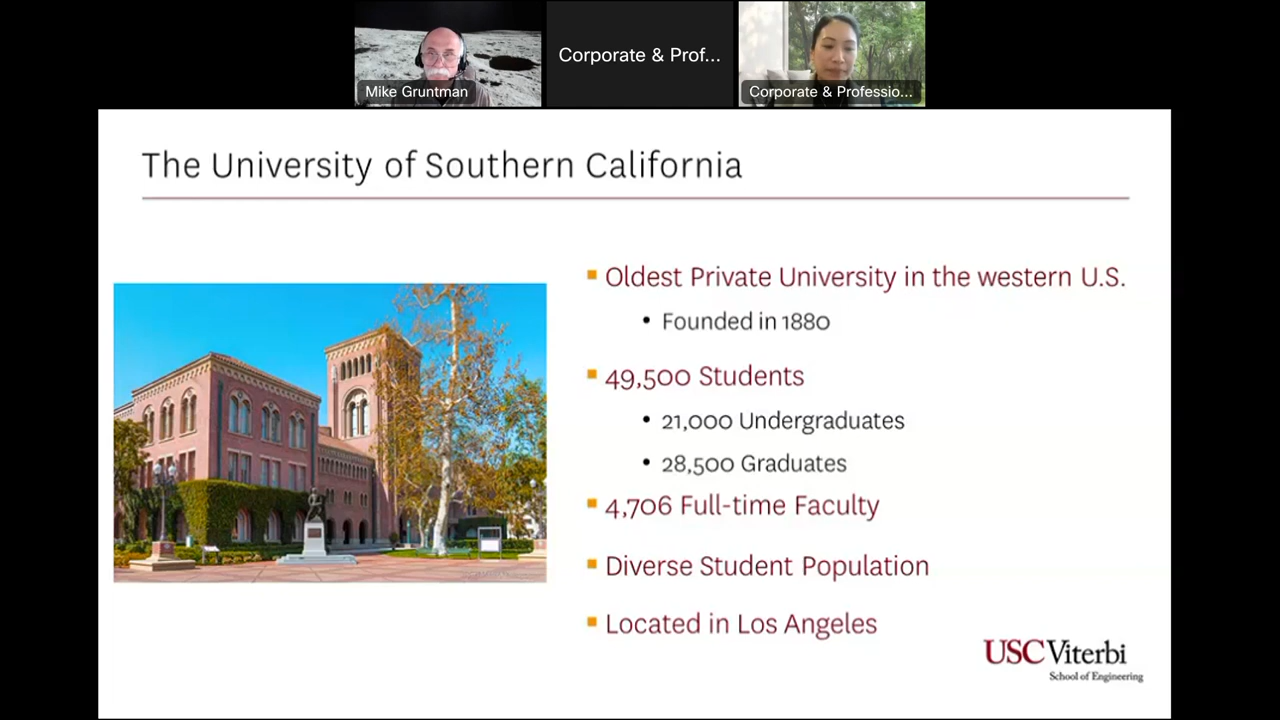 Mike Gruntman
Corporate & Prof...
Corporate & Professio...
The University of Southern California
Oldest Private University in the western U.S.
• Founded in 1880
49,500 Students
• 21,000 Undergraduates
• 28,500 Graduates
4,706 Full-time Faculty
Diverse Student Population
Located in Los Angeles
USC Viterbi
School of Engineering